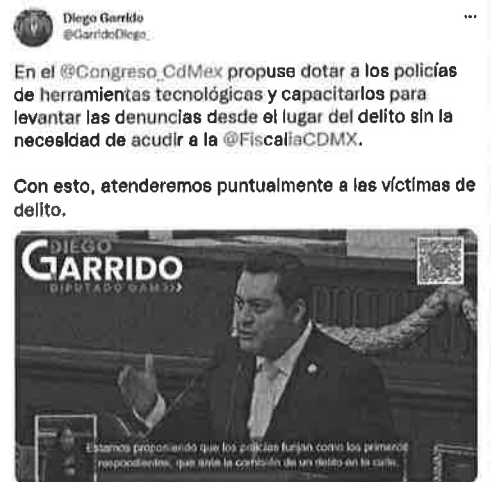 Diego Garrido
@GarridoDiego_
En el @Congreso_CdMex propuse dotar a los policías
de herramientas tecnológicas y capacitarlos para
levantar las denuncias desde el lugar del delito sin la
necesidad de acudir a la @FiscaliaCDMX.
Con esto, atenderemos puntualmente a las víctimas de
delito.
DIEGO
GARRIDO
DIPUTADO GAM
Estamos proponiendo que los policías funjan como los primeros
respondientes, que ante la comisión de un delito en la calle,